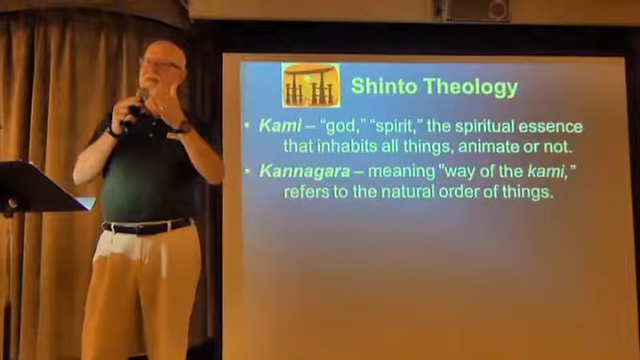 Shinto Theology
• Kami – "god," "spirit," the spiritual essence
that inhabits all things, animate or not.
• Kannagara – meaning "way of the kami,"
refers to the natural order of things.